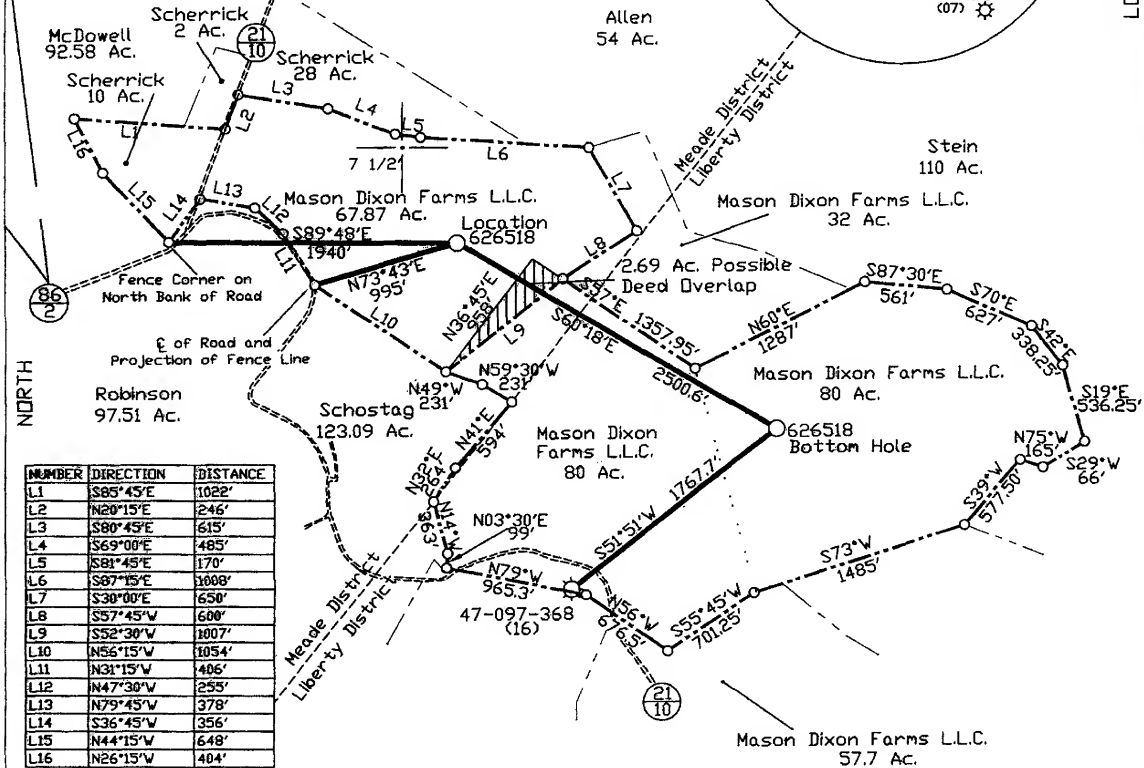 McDowell
92.58 Ac.
Scherrick
2 Ac.
21
10
Scherrick
10 Ac.
Scherrick
28 Ac.
Allen
54 Ac.
(07)
Meade District
Liberty District
L1
L2
L3
L4
L5
L6
L7
L8
L9
L10
L11
L12
L13
L14
L15
L16
7 1/2'
Stein
110 Ac.
Mason Dixon Farms L.L.C.
67.87 Ac.
Location
626518
Mason Dixon Farms L.L.C.
32 Ac.
S89°48'E
1940'
N73°43'E
995'
Fence Corner on
North Bank of Road
86
2
N36°45'E
958'
2.69 Ac. Possible
Deed Overlap
S57°E
1357.95'
S60°18'E
2500.6'
N60°E
1287'
S87°30'E
561'
S70°E
627'
S42°E
338.25'
S19°E
536.25'
℄ of Road and
Projection of Fence Line
NORTH
Robinson
97.51 Ac.
Schostag
123.09 Ac.
N59°30'W
231'
N49°W
231'
N41°E
594'
N32°E
264'
N14°W
363'
N03°30'E
99'
Mason Dixon
Farms L.L.C.
80 Ac.
Mason Dixon Farms L.L.C.
80 Ac.
626518
Bottom Hole
N75°W
165'
S29°W
66'
S39°W
577.50'
1767.7'
S51°51'W
S73°W
1485'
N79°W
965.3'
47-097-368
(16)
N56°W
676.5'
S55°45'W
701.25'
Meade District
Liberty District
21
10
Mason Dixon Farms L.L.C.
57.7 Ac.
NUMBER DIRECTION DISTANCE
L1 S85°45'E 1022'
L2 N20°15'E 246'
L3 S80°45'E 615'
L4 S69°00'E 485'
L5 S81°45'E 170'
L6 S87°15'E 1008'
L7 S30°00'E 650'
L8 S57°45'W 600'
L9 S52°30'W 1007'
L10 N56°15'W 1054'
L11 N31°15'W 406'
L12 N47°30'W 255'
L13 N79°45'W 378'
L14 S36°45'W 356'
L15 N44°15'W 648'
L16 N26°15'W 404'